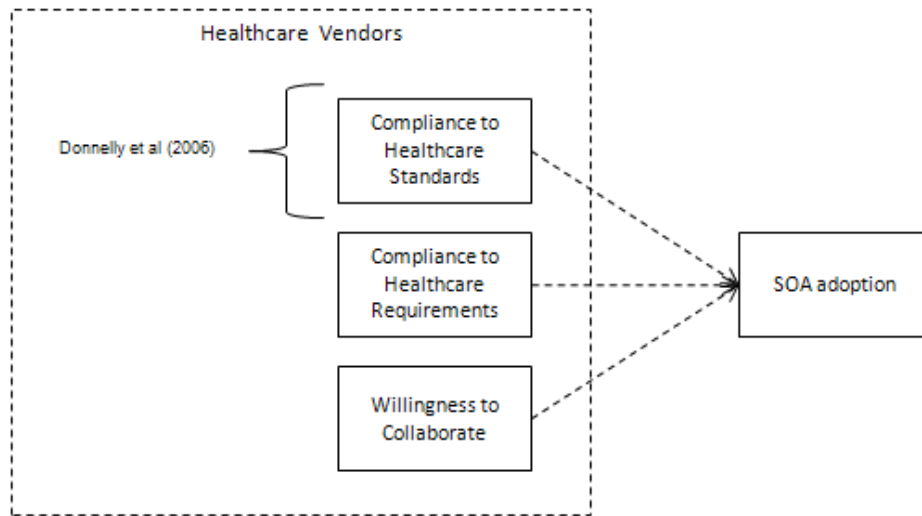 Healthcare Vendors
Donnelly et al (2006)
Compliance to
Healthcare
Standards
Compliance to
Healthcare
Requirements
SOA adoption
Willingness to
Collaborate